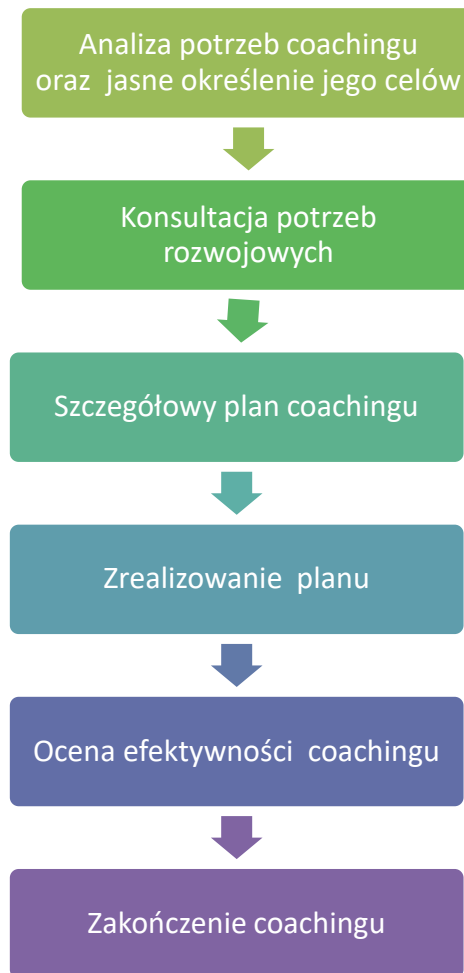 Analiza potrzeb coachingu
oraz jasne określenie jego celów
Konsultacja potrzeb
rozwojowych
Szczegółowy plan coachingu
Zrealizowanie planu
Ocena efektywności coachingu
Zakończenie coachingu